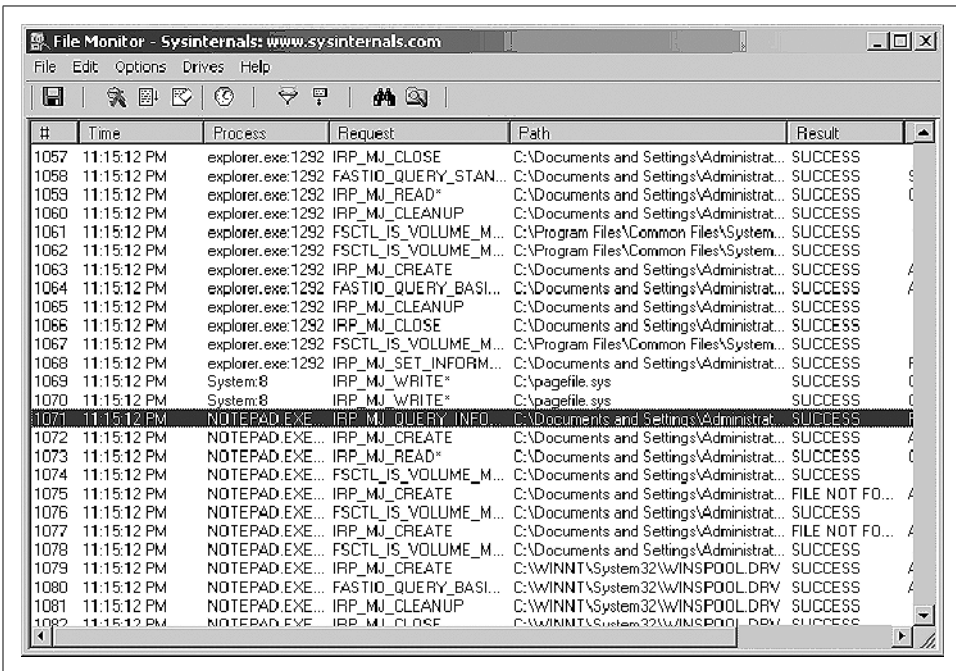 File Monitor - Sysinternals: www.sysinternals.com
File Edit Options Drives Help
# Time Process Request Path Result
1057 11:15:12 PM explorer.exe:1292 IRP_MJ_CLOSE C:\Documents and Settings\Administrat... SUCCESS
1058 11:15:12 PM explorer.exe:1292 FASTIO_QUERY_STAN... C:\Documents and Settings\Administrat... SUCCESS
1059 11:15:12 PM explorer.exe:1292 IRP_MJ_READ* C:\Documents and Settings\Administrat... SUCCESS
1060 11:15:12 PM explorer.exe:1292 IRP_MJ_CLEANUP C:\Documents and Settings\Administrat... SUCCESS
1061 11:15:12 PM explorer.exe:1292 FSCTL_IS_VOLUME_M... C:\Program Files\Common Files\System... SUCCESS
1062 11:15:12 PM explorer.exe:1292 FSCTL_IS_VOLUME_M... C:\Program Files\Common Files\System... SUCCESS
1063 11:15:12 PM explorer.exe:1292 IRP_MJ_CREATE C:\Documents and Settings\Administrat... SUCCESS A
1064 11:15:12 PM explorer.exe:1292 FASTIO_QUERY_BASI... C:\Documents and Settings\Administrat... SUCCESS A
1065 11:15:12 PM explorer.exe:1292 IRP_MJ_CLEANUP C:\Documents and Settings\Administrat... SUCCESS
1066 11:15:12 PM explorer.exe:1292 IRP_MJ_CLOSE C:\Documents and Settings\Administrat... SUCCESS
1067 11:15:12 PM explorer.exe:1292 FSCTL_IS_VOLUME_M... C:\Program Files\Common Files\System... SUCCESS
1068 11:15:12 PM explorer.exe:1292 IRP_MJ_SET_INFORM... C:\Documents and Settings\Administrat... SUCCESS
1069 11:15:12 PM System:8 IRP_MJ_WRITE* C:\pagefile.sys SUCCESS
1070 11:15:12 PM System:8 IRP_MJ_WRITE* C:\pagefile.sys SUCCESS
1071 11:15:12 PM NOTEPAD.EXE... IRP_MJ_QUERY_INFO... C:\Documents and Settings\Administrat... SUCCESS
1072 11:15:12 PM NOTEPAD.EXE... IRP_MJ_CREATE C:\Documents and Settings\Administrat... SUCCESS A
1073 11:15:12 PM NOTEPAD.EXE... IRP_MJ_READ* C:\Documents and Settings\Administrat... SUCCESS
1074 11:15:12 PM NOTEPAD.EXE... FSCTL_IS_VOLUME_M... C:\Documents and Settings\Administrat... SUCCESS
1075 11:15:12 PM NOTEPAD.EXE... IRP_MJ_CREATE C:\Documents and Settings\Administrat... FILE NOT FO... A
1076 11:15:12 PM NOTEPAD.EXE... FSCTL_IS_VOLUME_M... C:\Documents and Settings\Administrat... SUCCESS
1077 11:15:12 PM NOTEPAD.EXE... IRP_MJ_CREATE C:\Documents and Settings\Administrat... FILE NOT FO... A
1078 11:15:12 PM NOTEPAD.EXE... FSCTL_IS_VOLUME_M... C:\Documents and Settings\Administrat... SUCCESS
1079 11:15:12 PM NOTEPAD.EXE... IRP_MJ_CREATE C:\WINNT\System32\WINSPOOL.DRV SUCCESS A
1080 11:15:12 PM NOTEPAD.EXE... FASTIO_QUERY_BASI... C:\WINNT\System32\WINSPOOL.DRV SUCCESS A
1081 11:15:12 PM NOTEPAD.EXE... IRP_MJ_CLEANUP C:\WINNT\System32\WINSPOOL.DRV SUCCESS
1082 11:15:12 PM NOTEPAD.EXE... IRP_MJ_CLOSE C:\WINNT\System32\WINSPOOL.DRV SUCCESS